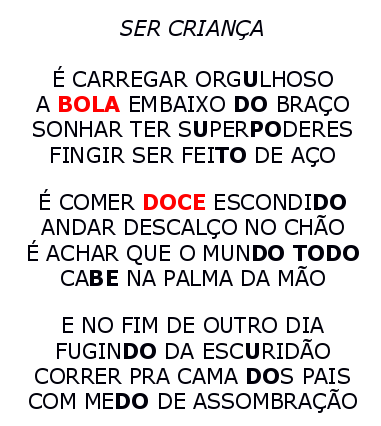 SER CRIANÇA
É CARREGAR ORGULHOSO
A BOLA EMBAIXO DO BRAÇO
SONHAR TER SUPERPODERES
FINGIR SER FEITO DE AÇO
É COMER DOCE ESCONDIDO
ANDAR DESCALÇO NO CHÃO
É ACHAR QUE O MUNDO TODO
CABE NA PALMA DA MÃO
E NO FIM DE OUTRO DIA
FUGINDO DA ESCURIDÃO
CORRER PRA CAMA DOS PAIS
COM MEDO DE ASSOMBRAÇÃO